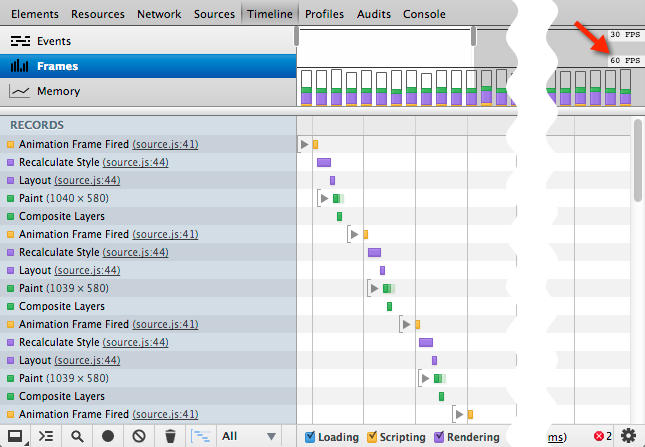 Elements Resources Network Sources Timeline Profiles Audits Console
30 FPS
Events
60 FPS
Frames
Memory
RECORDS
Animation Frame Fired (source.js:41)
Recalculate Style (source.js:44)
Layout (source.js:44)
Paint (1040 × 580)
Composite Layers
Animation Frame Fired (source.js:41)
Recalculate Style (source.js:44)
Layout (source.js:44)
Paint (1039 × 580)
Composite Layers
Animation Frame Fired (source.js:41)
Recalculate Style (source.js:44)
Layout (source.js:44)
Paint (1039 × 580)
Composite Layers
Animation Frame Fired (source.js:41)
All Loading Scripting Rendering ms) 2